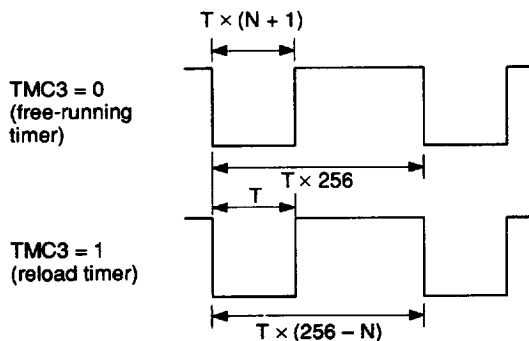 T × (N + 1)
TMC3 = 0
(free-running
timer)
T × 256
T
TMC3 = 1
(reload timer)
T × (256 – N)